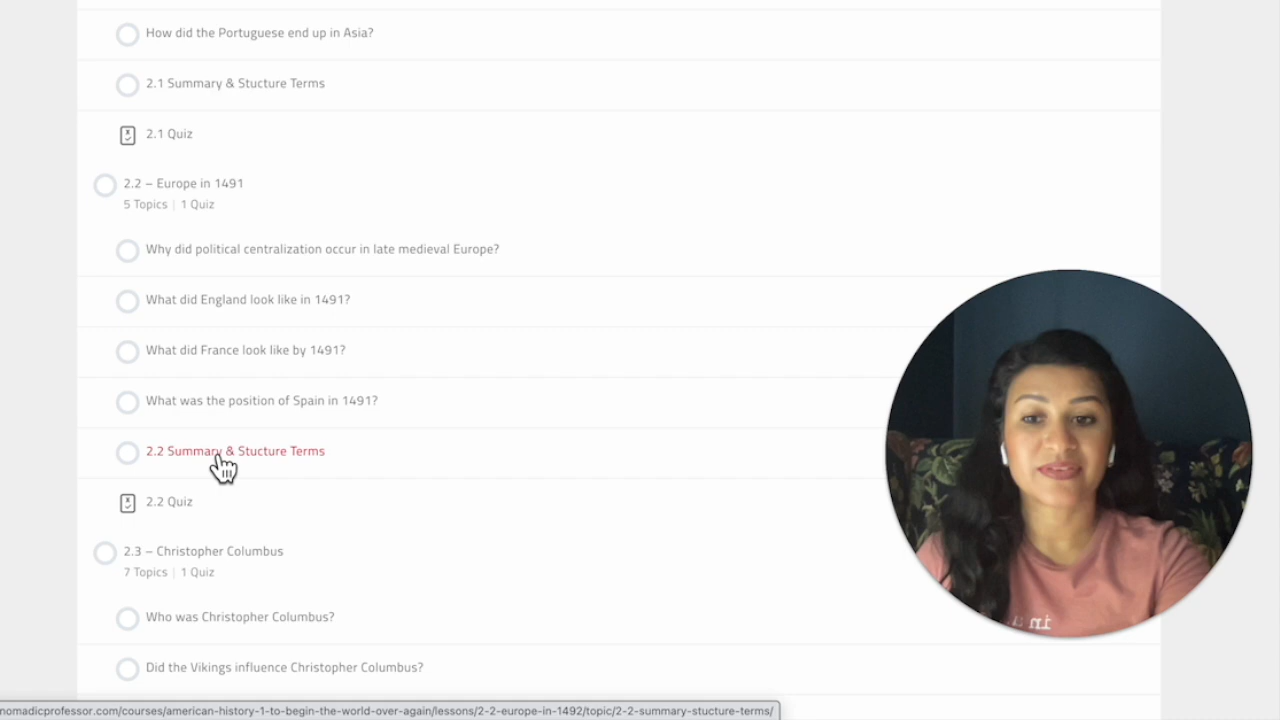 How did the Portuguese end up in Asia?
2.1 Summary & Stucture Terms
2.1 Quiz
2.2 – Europe in 1491
5 Topics | 1 Quiz
Why did political centralization occur in late medieval Europe?
What did England look like in 1491?
What did France look like by 1491?
What was the position of Spain in 1491?
2.2 Summary & Stucture Terms
2.2 Quiz
2.3 – Christopher Columbus
7 Topics | 1 Quiz
Who was Christopher Columbus?
Did the Vikings influence Christopher Columbus?
nomadicprofessor.com/courses/american-history-1-to-begin-the-world-over-again/lessons/2-2-europe-in-1492/topic/2-2-summary-stucture-terms/